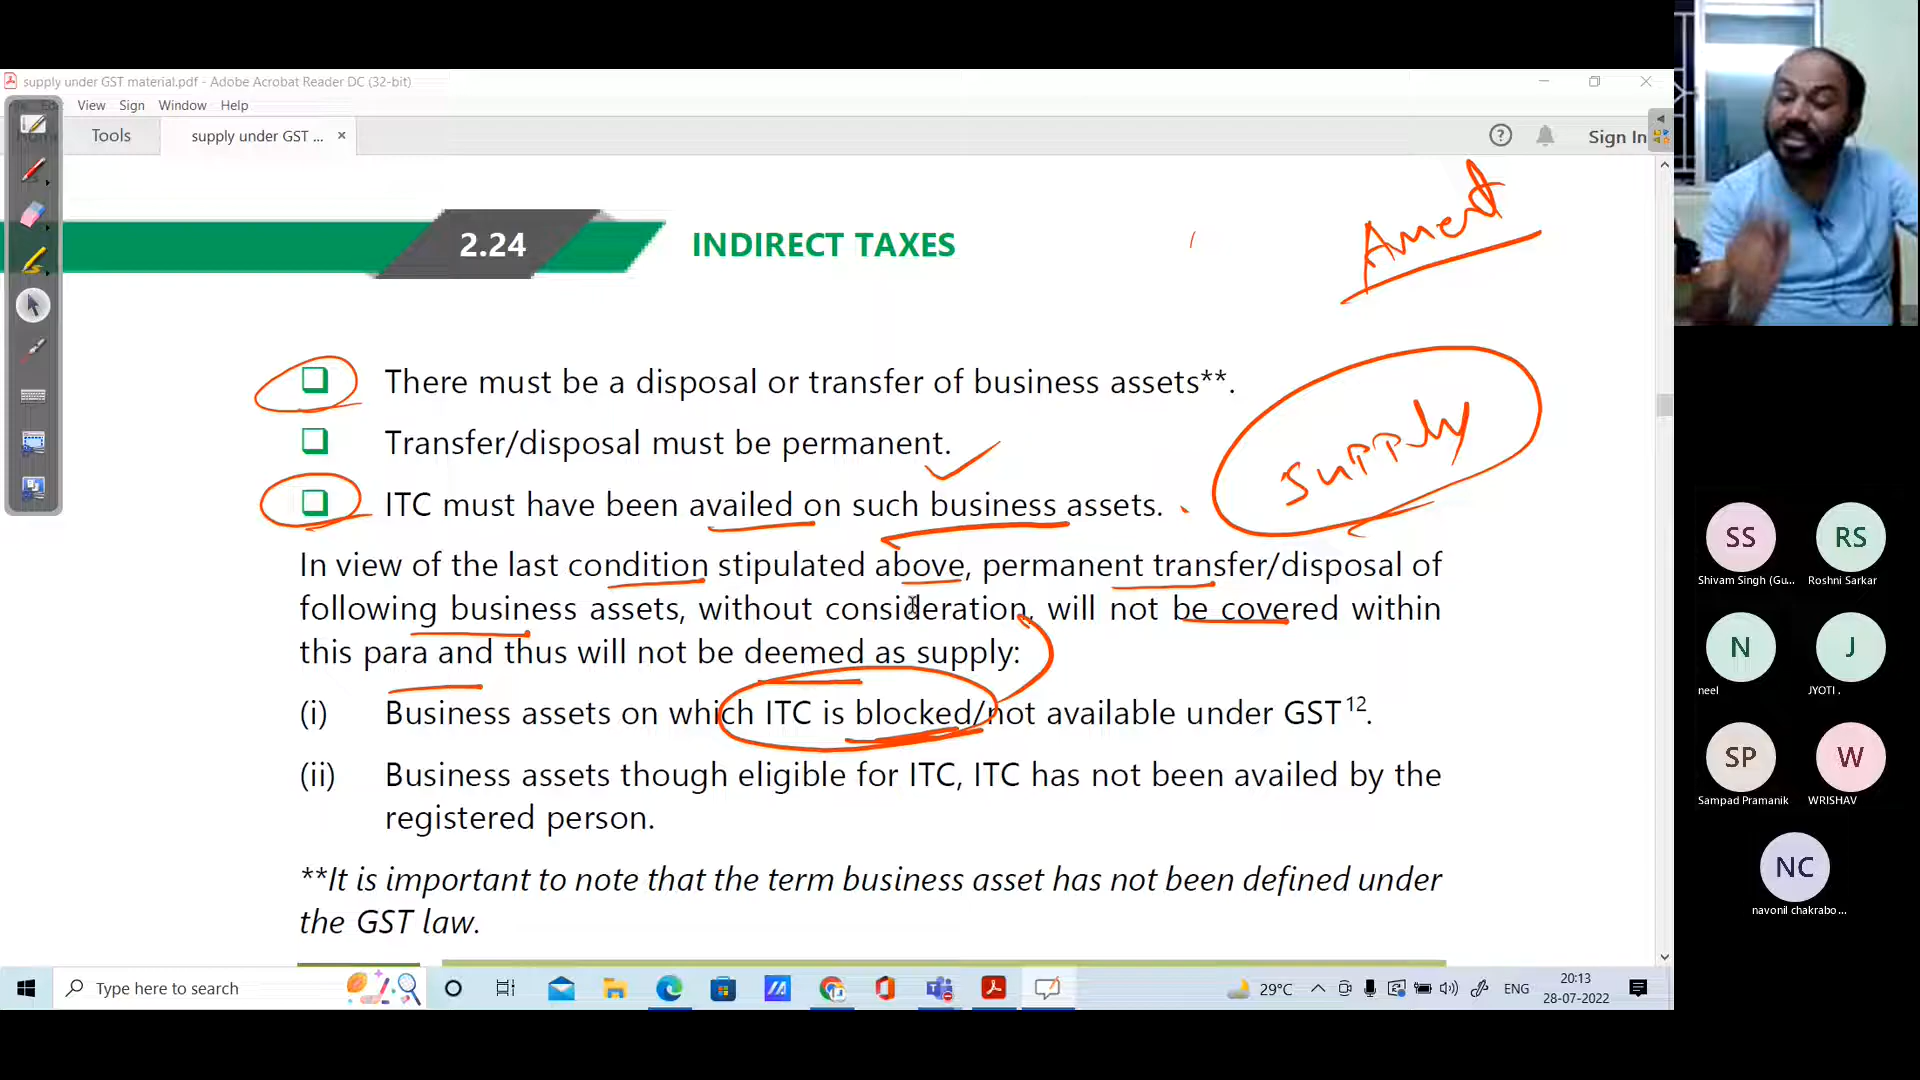 supply under GST material.pdf - Adobe Acrobat Reader DC (32-bit)
View Sign Window Help
Tools
supply under GST ... ×
Sign In
2.24 INDIRECT TAXES
Supply
There must be a disposal or transfer of business assets**.
Transfer/disposal must be permanent.
ITC must have been availed on such business assets.
In view of the last condition stipulated above, permanent transfer/disposal of
following business assets, without consideration, will not be covered within
this para and thus will not be deemed as supply:
(i) Business assets on which ITC is blocked/not available under GST12.
(ii) Business assets though eligible for ITC, ITC has not been availed by the
registered person.
**It is important to note that the term business asset has not been defined under
the GST law.
SS
Shivam Singh (Gu...
RS
Roshni Sarkar
N
neel
J
JYOTI .
SP
Sampad Pramanik
W
WRISHAV
NC
navonil chakrabo...
Type here to search
29°C
ENG
20:13
28-07-2022